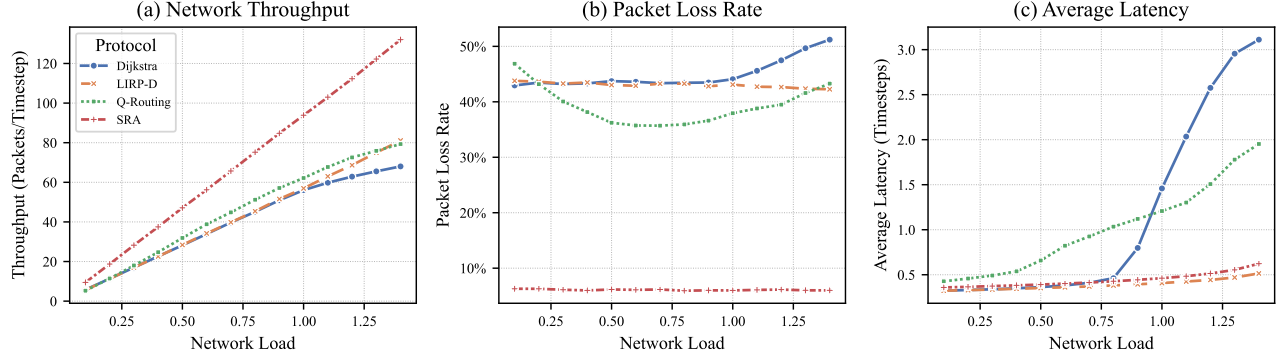 (a) Network Throughput
Throughput (Packets/Timestep)
120
100
80
60
40
20
0
Protocol
Dijkstra
LIRP-D
Q-Routing
SRA
0.25 0.50 0.75 1.00 1.25
Network Load
(b) Packet Loss Rate
Packet Loss Rate
50%
40%
30%
20%
10%
0.25 0.50 0.75 1.00 1.25
Network Load
(c) Average Latency
Average Latency (Timesteps)
3.0
2.5
2.0
1.5
1.0
0.5
0.25 0.50 0.75 1.00 1.25
Network Load